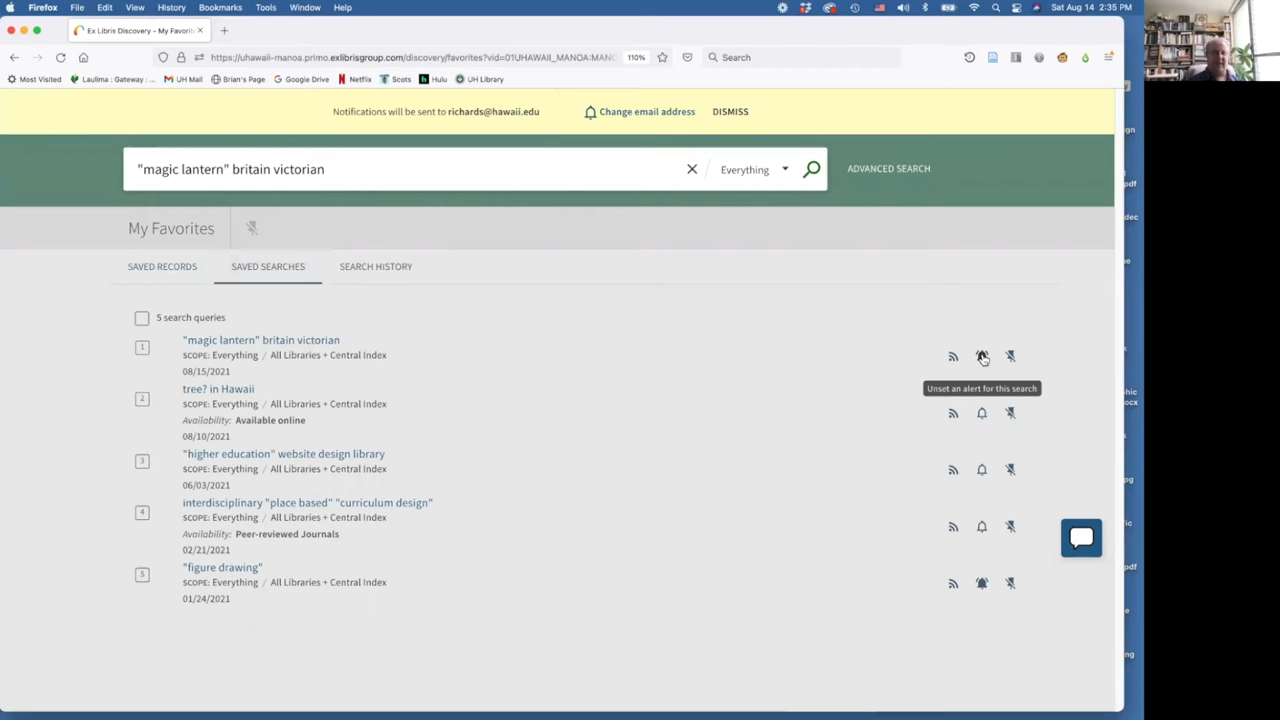 Firefox File Edit View History Bookmarks Tools Window Help Sat Aug 14 2:35 PM
Ex Libris Discovery - My Favorit
https://uhawaii-manoa.primo.exlibrisgroup.com/discovery/favorites?vid=01UHAWAII_MANOA:MANO 110% Search
Most Visited Laulima : Gateway : ... UH Mail Brian's Page Google Drive Netflix Scots Hulu UH Library
Notifications will be sent to richards@hawaii.edu Change email address DISMISS
"magic lantern" britain victorian Everything ADVANCED SEARCH
My Favorites
SAVED RECORDS SAVED SEARCHES SEARCH HISTORY
5 search queries
1 "magic lantern" britain victorian
SCOPE: Everything / All Libraries + Central Index
08/15/2021
Unset an alert for this search
2 tree? in Hawaii
SCOPE: Everything / All Libraries + Central Index
Availability: Available online
08/10/2021
3 "higher education" website design library
SCOPE: Everything / All Libraries + Central Index
06/03/2021
4 interdisciplinary "place based" "curriculum design"
SCOPE: Everything / All Libraries + Central Index
Availability: Peer-reviewed Journals
02/21/2021
5 "figure drawing"
SCOPE: Everything / All Libraries + Central Index
01/24/2021